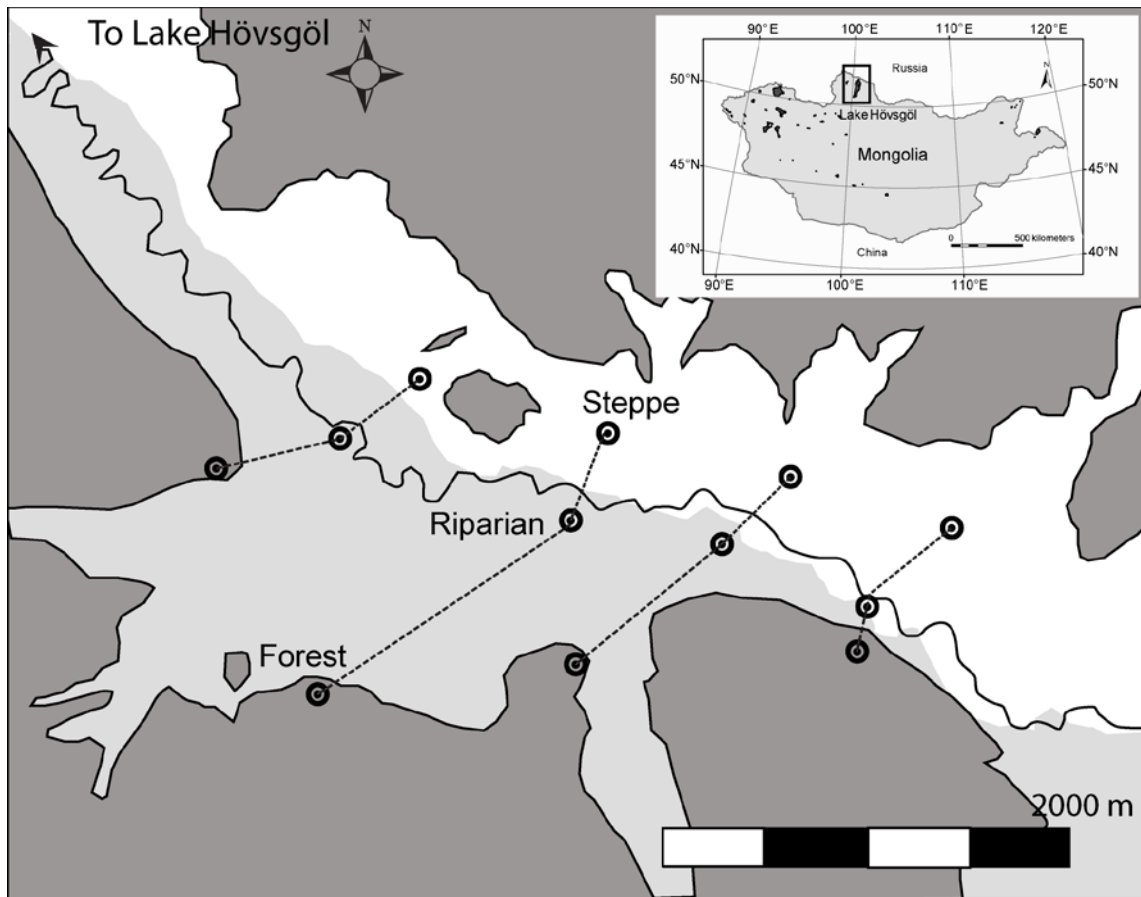 To Lake Hövsgöl
N
90°E
100°E
110°E
120°E
50°N
Russia
N
50°N
Lake Hövsgöl
Mongolia
45°N
45°N
0
500 kilometers
40°N
China
40°N
90°E
100°E
110°E
Steppe
Riparian
Forest
2000 m